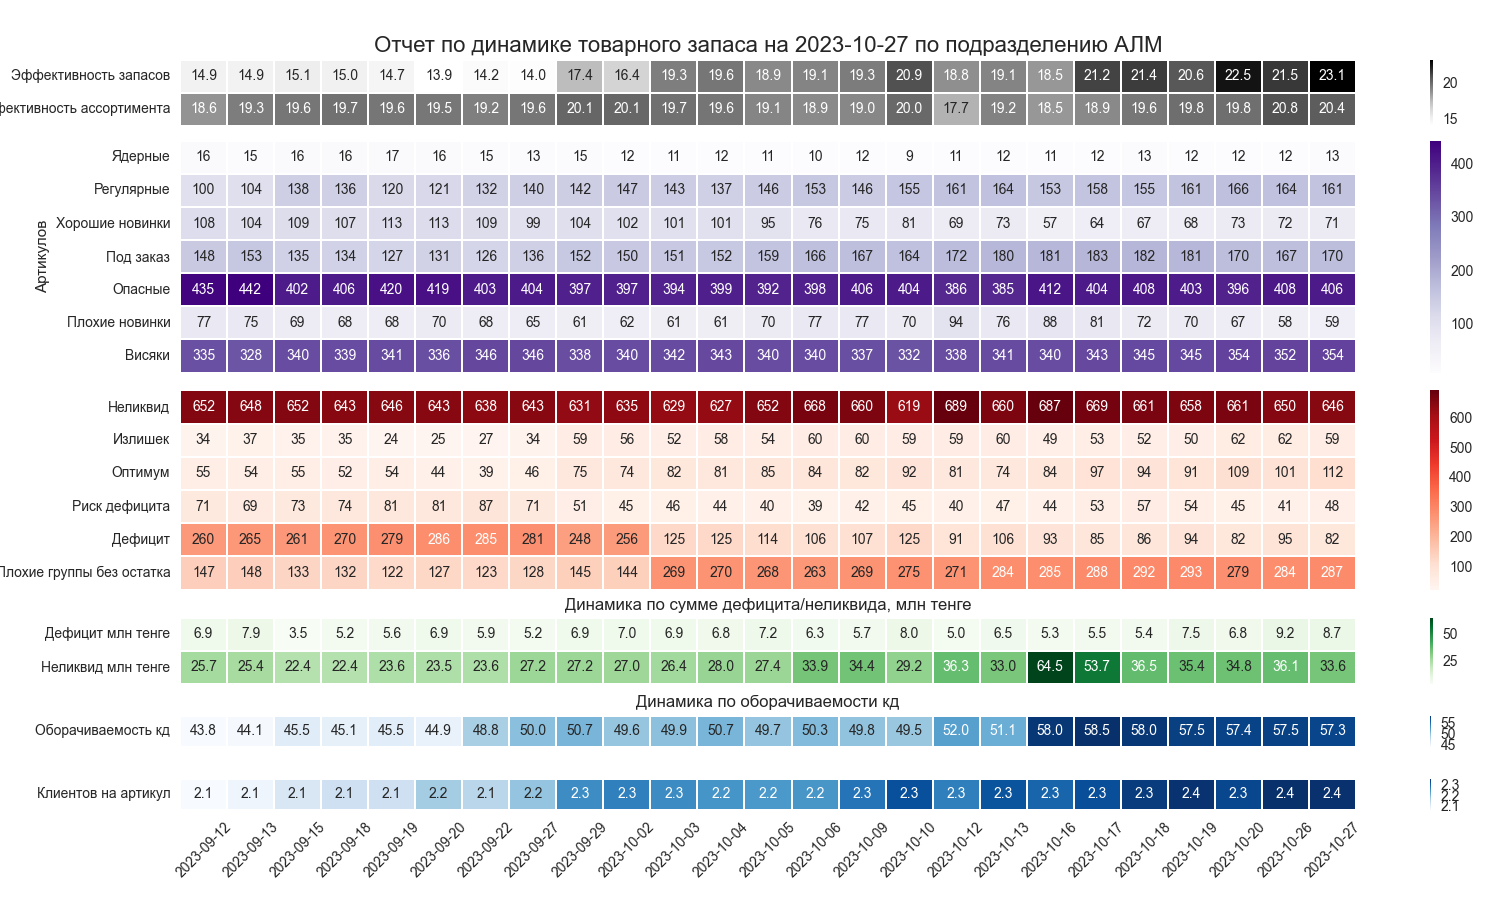 Отчет по динамике товарного запаса на 2023-10-27 по подразделению АЛМ
Эффективность запасов 14.9 14.9 15.1 15.0 14.7 13.9 14.2 14.0 17.4 16.4 19.3 19.6 18.9 19.1 19.3 20.9 18.8 19.1 18.5 21.2 21.4 20.6 22.5 21.5 23.1
фективность ассортимента 18.6 19.3 19.6 19.7 19.6 19.5 19.2 19.6 20.1 20.1 19.7 19.6 19.1 18.9 19.0 20.0 17.7 19.2 18.5 18.9 19.6 19.8 19.8 20.8 20.4
20
15
Артикулов
Ядерные 16 15 16 16 17 16 15 13 15 12 11 12 11 10 12 9 11 12 11 12 13 12 12 12 13
Регулярные 100 104 138 136 120 121 132 140 142 147 143 137 146 153 146 155 161 164 153 158 155 161 166 164 161
Хорошие новинки 108 104 109 107 113 113 109 99 104 102 101 101 95 76 75 81 69 73 57 64 67 68 73 72 71
Под заказ 148 153 135 134 127 131 126 136 152 150 151 152 159 166 167 164 172 180 181 183 182 181 170 167 170
Опасные 435 442 402 406 420 419 403 404 397 397 394 399 392 398 406 404 386 385 412 404 408 403 396 408 406
Плохие новинки 77 75 69 68 68 70 68 65 61 62 61 61 70 77 77 70 94 76 88 81 72 70 67 58 59
Висяки 335 328 340 339 341 336 346 346 338 340 342 343 340 340 337 332 338 341 340 343 345 345 354 352 354
400
300
200
100
Неликвид 652 648 652 643 646 643 638 643 631 635 629 627 652 668 660 619 689 660 687 669 661 658 661 650 646
Излишек 34 37 35 35 24 25 27 34 59 56 52 58 54 60 60 59 59 60 49 53 52 50 62 62 59
Оптимум 55 54 55 52 54 44 39 46 75 74 82 81 85 84 82 92 81 74 84 97 94 91 109 101 112
Риск дефицита 71 69 73 74 81 81 87 71 51 45 46 44 40 39 42 45 40 47 44 53 57 54 45 41 48
Дефицит 260 265 261 270 279 286 285 281 248 256 125 125 114 106 107 125 91 106 93 85 86 94 82 95 82
Плохие группы без остатка 147 148 133 132 122 127 123 128 145 144 269 270 268 263 269 275 271 284 285 288 292 293 279 284 287
600
500
400
300
200
100
Динамика по сумме дефицита/неликвида, млн тенге
Дефицит млн тенге 6.9 7.9 3.5 5.2 5.6 6.9 5.9 5.2 6.9 7.0 6.9 6.8 7.2 6.3 5.7 8.0 5.0 6.5 5.3 5.5 5.4 7.5 6.8 9.2 8.7
Неликвид млн тенге 25.7 25.4 22.4 22.4 23.6 23.5 23.6 27.2 27.2 27.0 26.4 28.0 27.4 33.9 34.4 29.2 36.3 33.0 64.5 53.7 36.5 35.4 34.8 36.1 33.6
50
25
Динамика по оборачиваемости кд
Оборачиваемость кд 43.8 44.1 45.5 45.1 45.5 44.9 48.8 50.0 50.7 49.6 49.9 50.7 49.7 50.3 49.8 49.5 52.0 51.1 58.0 58.5 58.0 57.5 57.4 57.5 57.3
55
50
45
Клиентов на артикул 2.1 2.1 2.1 2.1 2.1 2.2 2.1 2.2 2.3 2.3 2.3 2.2 2.2 2.2 2.3 2.3 2.3 2.3 2.3 2.3 2.3 2.4 2.3 2.4 2.4
2.3
2.2
2.1
2023-09-12 2023-09-13 2023-09-15 2023-09-18 2023-09-19 2023-09-20 2023-09-22 2023-09-27 2023-09-29 2023-10-02 2023-10-03 2023-10-04 2023-10-05 2023-10-06 2023-10-09 2023-10-10 2023-10-12 2023-10-13 2023-10-16 2023-10-17 2023-10-18 2023-10-19 2023-10-20 2023-10-26 2023-10-27